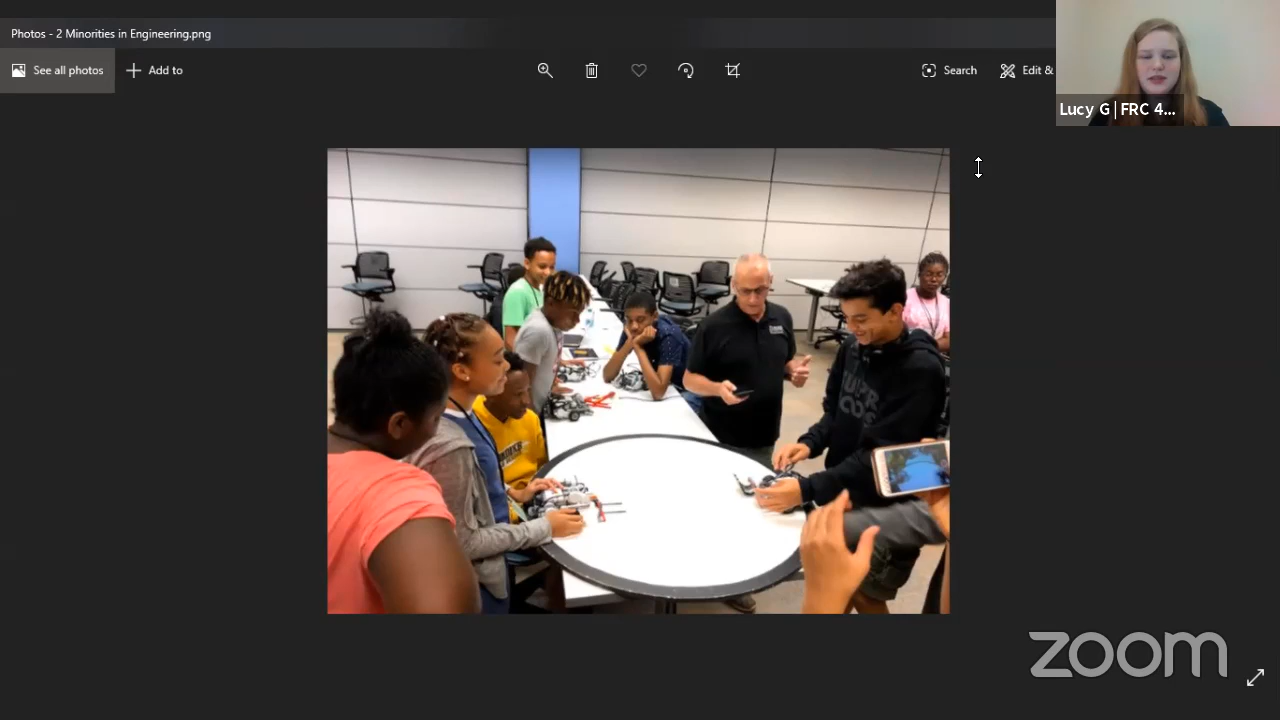 Photos - 2 Minorities in Engineering.png
See all photos
Add to
Search
Edit &
Lucy G | FRC 4...
zoom